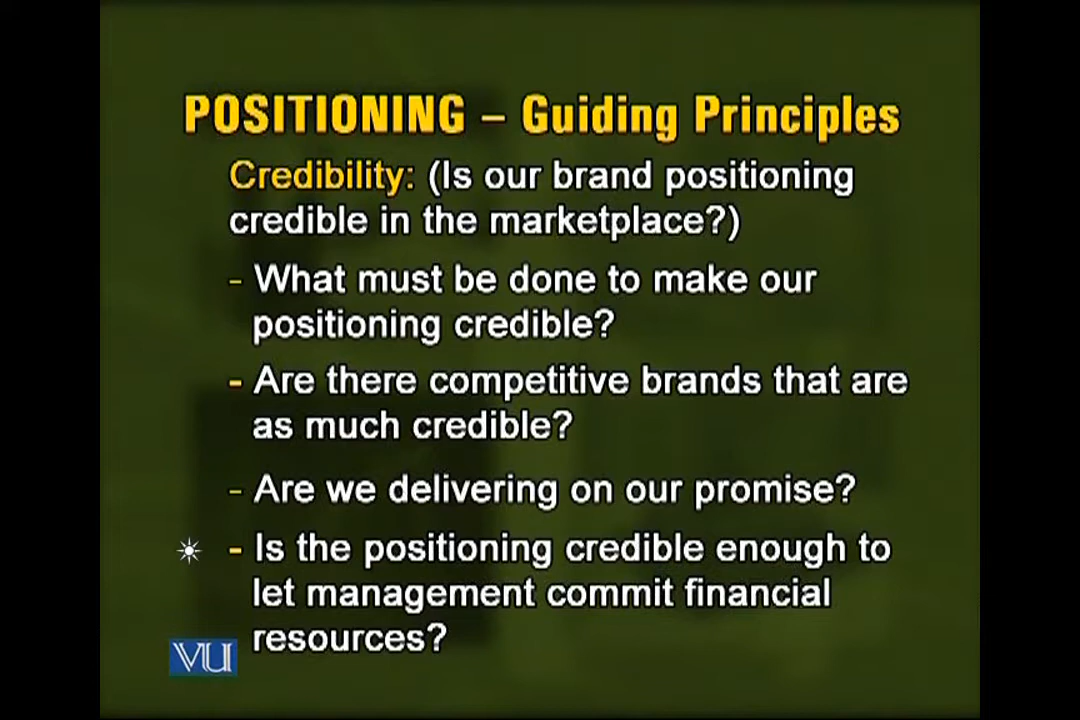 POSITIONING – Guiding Principles
Credibility: (Is our brand positioning
credible in the marketplace?)
- What must be done to make our
positioning credible?
- Are there competitive brands that are
as much credible?
- Are we delivering on our promise?
- Is the positioning credible enough to
let management commit financial
resources?
VU